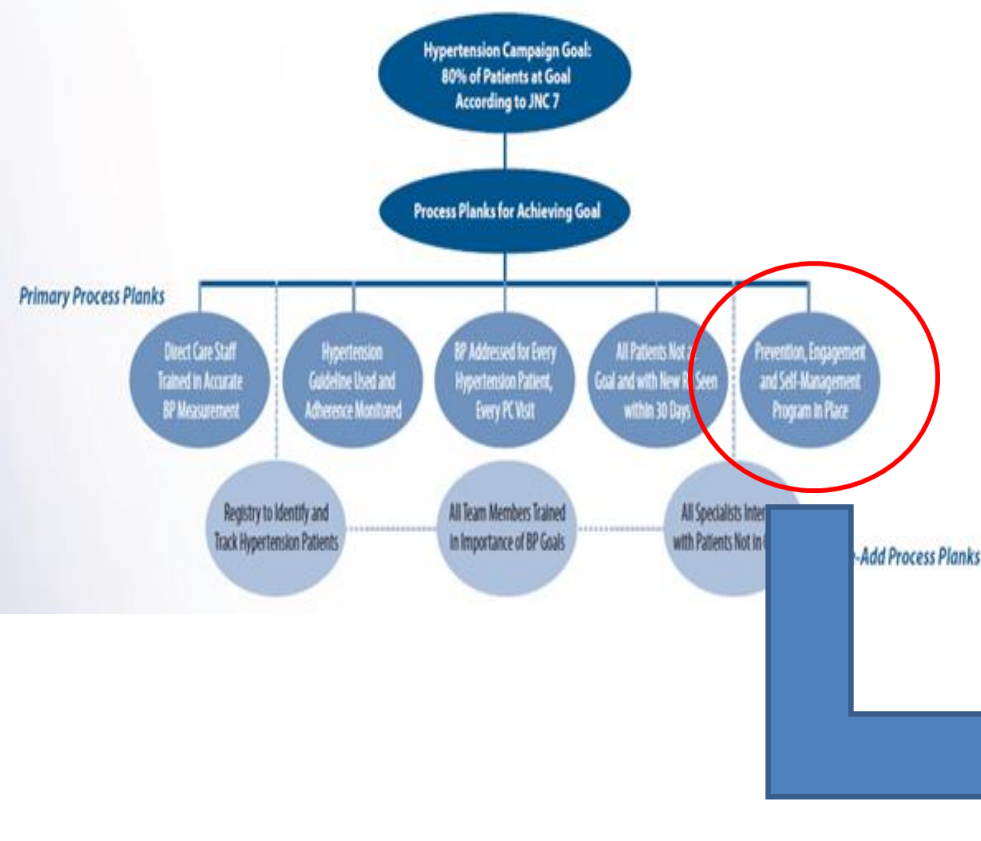 Hypertension Campaign Goal:
80% of Patients at Goal
According to JNC 7
Process Planks for Achieving Goal
Primary Process Planks
Direct Care Staff
Trained in Accurate
BP Measurement
Hypertension
Guideline Used and
Adherence Monitored
BP Addressed for Every
Hypertension Patient,
Every PC Visit
All Patients Not
Goal and with New Seen
within 30 Days
Prevention, Engagement
and Self-Management
Program in Place
Registry to Identify and
Track Hypertension Patients
All Team Members Trained
in Importance of BP Goals
All Specialists
with Patients Not In
-Add Process Planks